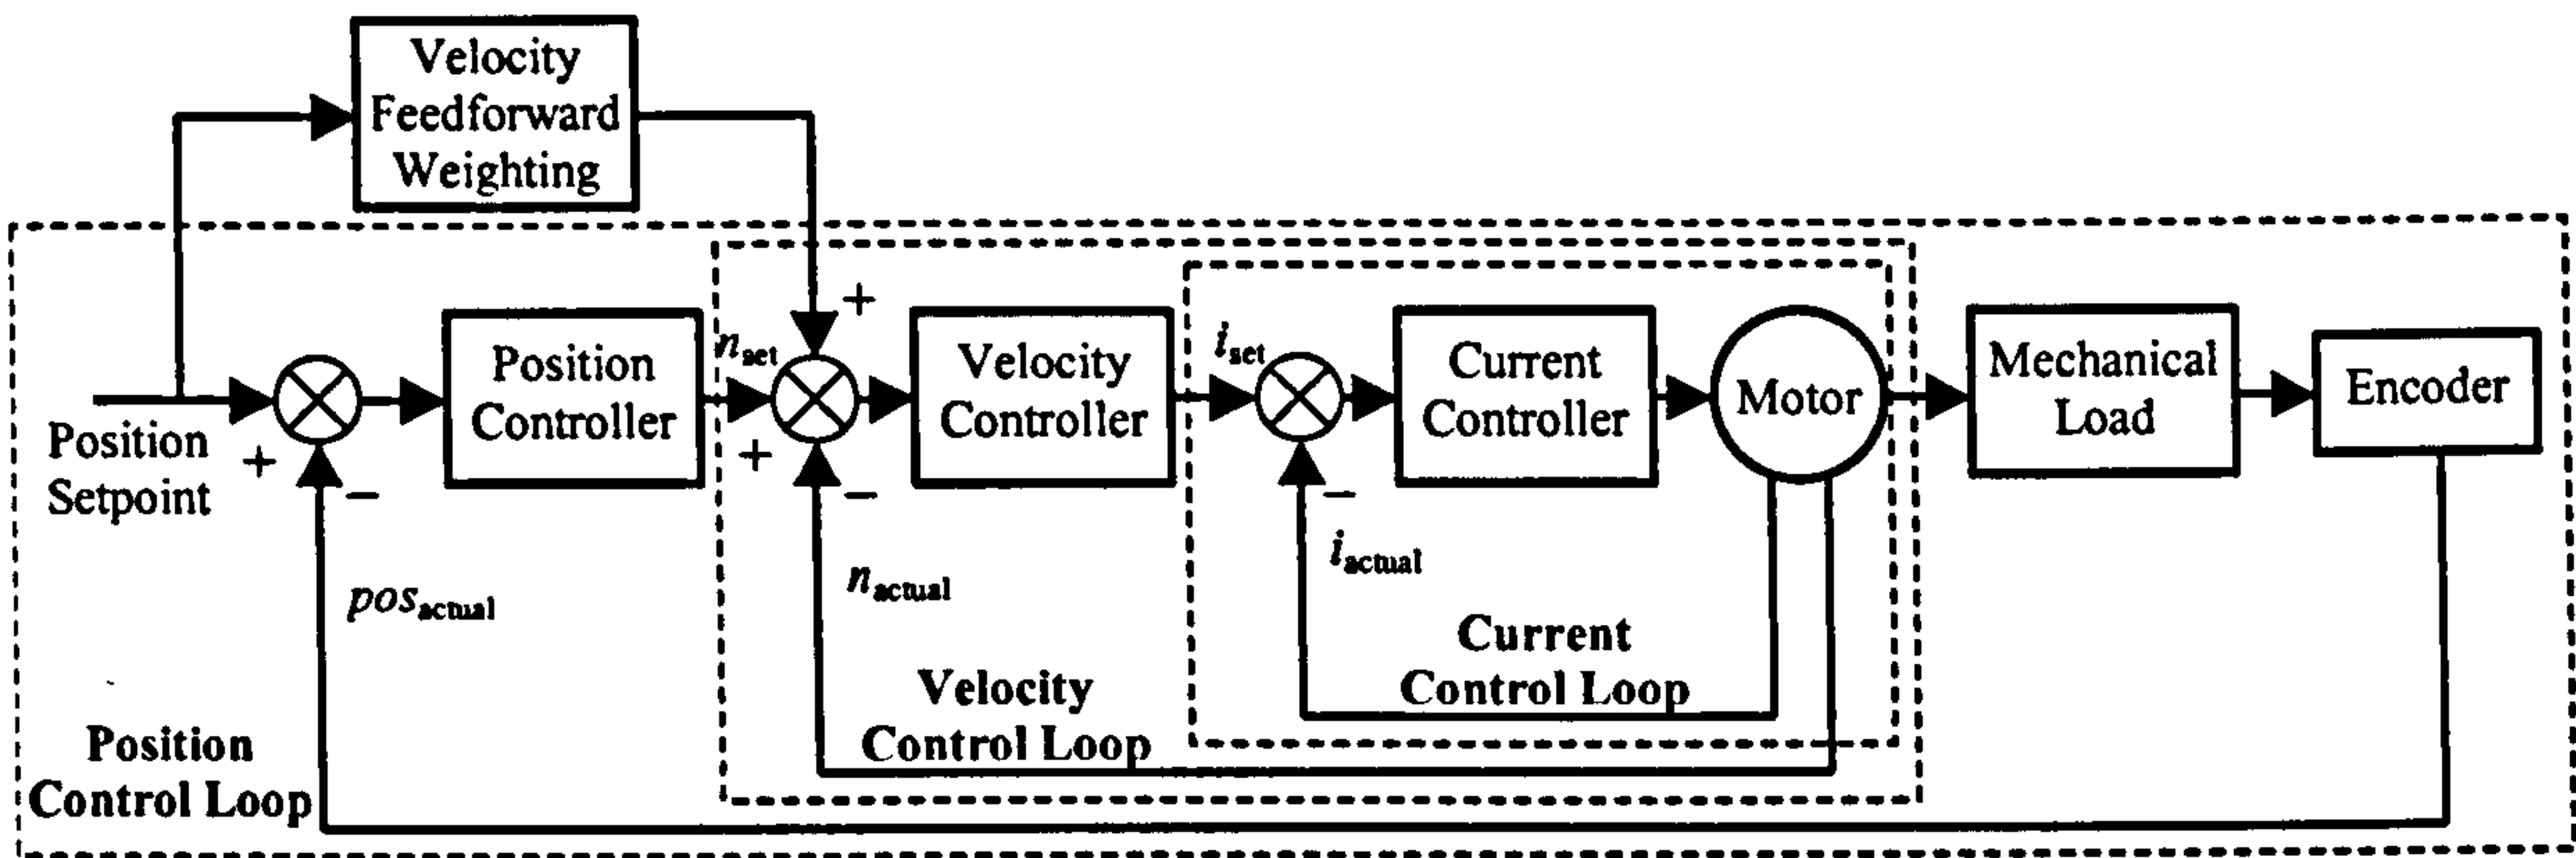 Velocity
Feedforward
Weighting
+
Position
Setpoint
+
−
Position
Controller
n_set
+
−
Velocity
Controller
i_set
−
Current
Controller
Motor
Mechanical
Load
Encoder
pos_actual
n_actual
i_actual
Current
Control Loop
Velocity
Control Loop
Position
Control Loop